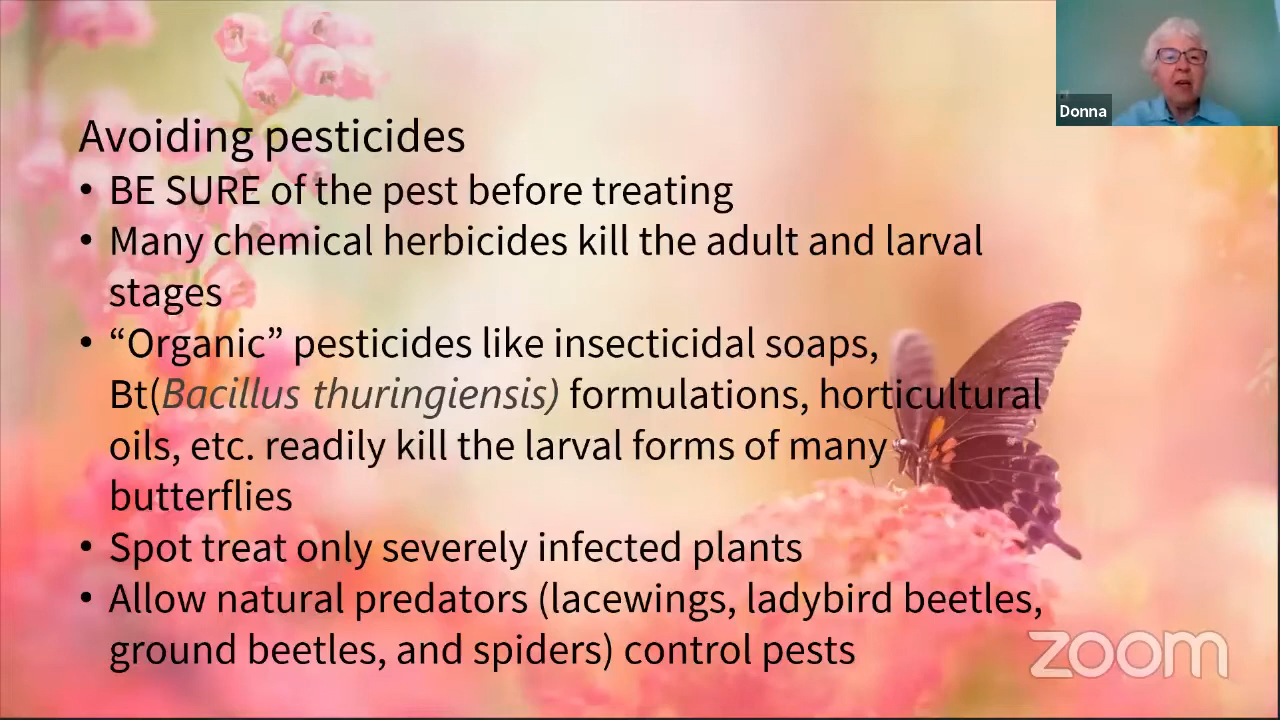 Donna
Avoiding pesticides
• BE SURE of the pest before treating
• Many chemical herbicides kill the adult and larval
stages
• “Organic” pesticides like insecticidal soaps,
Bt(Bacillus thuringiensis) formulations, horticultural
oils, etc. readily kill the larval forms of many
butterflies
• Spot treat only severely infected plants
• Allow natural predators (lacewings, ladybird beetles,
ground beetles, and spiders) control pests
zoom